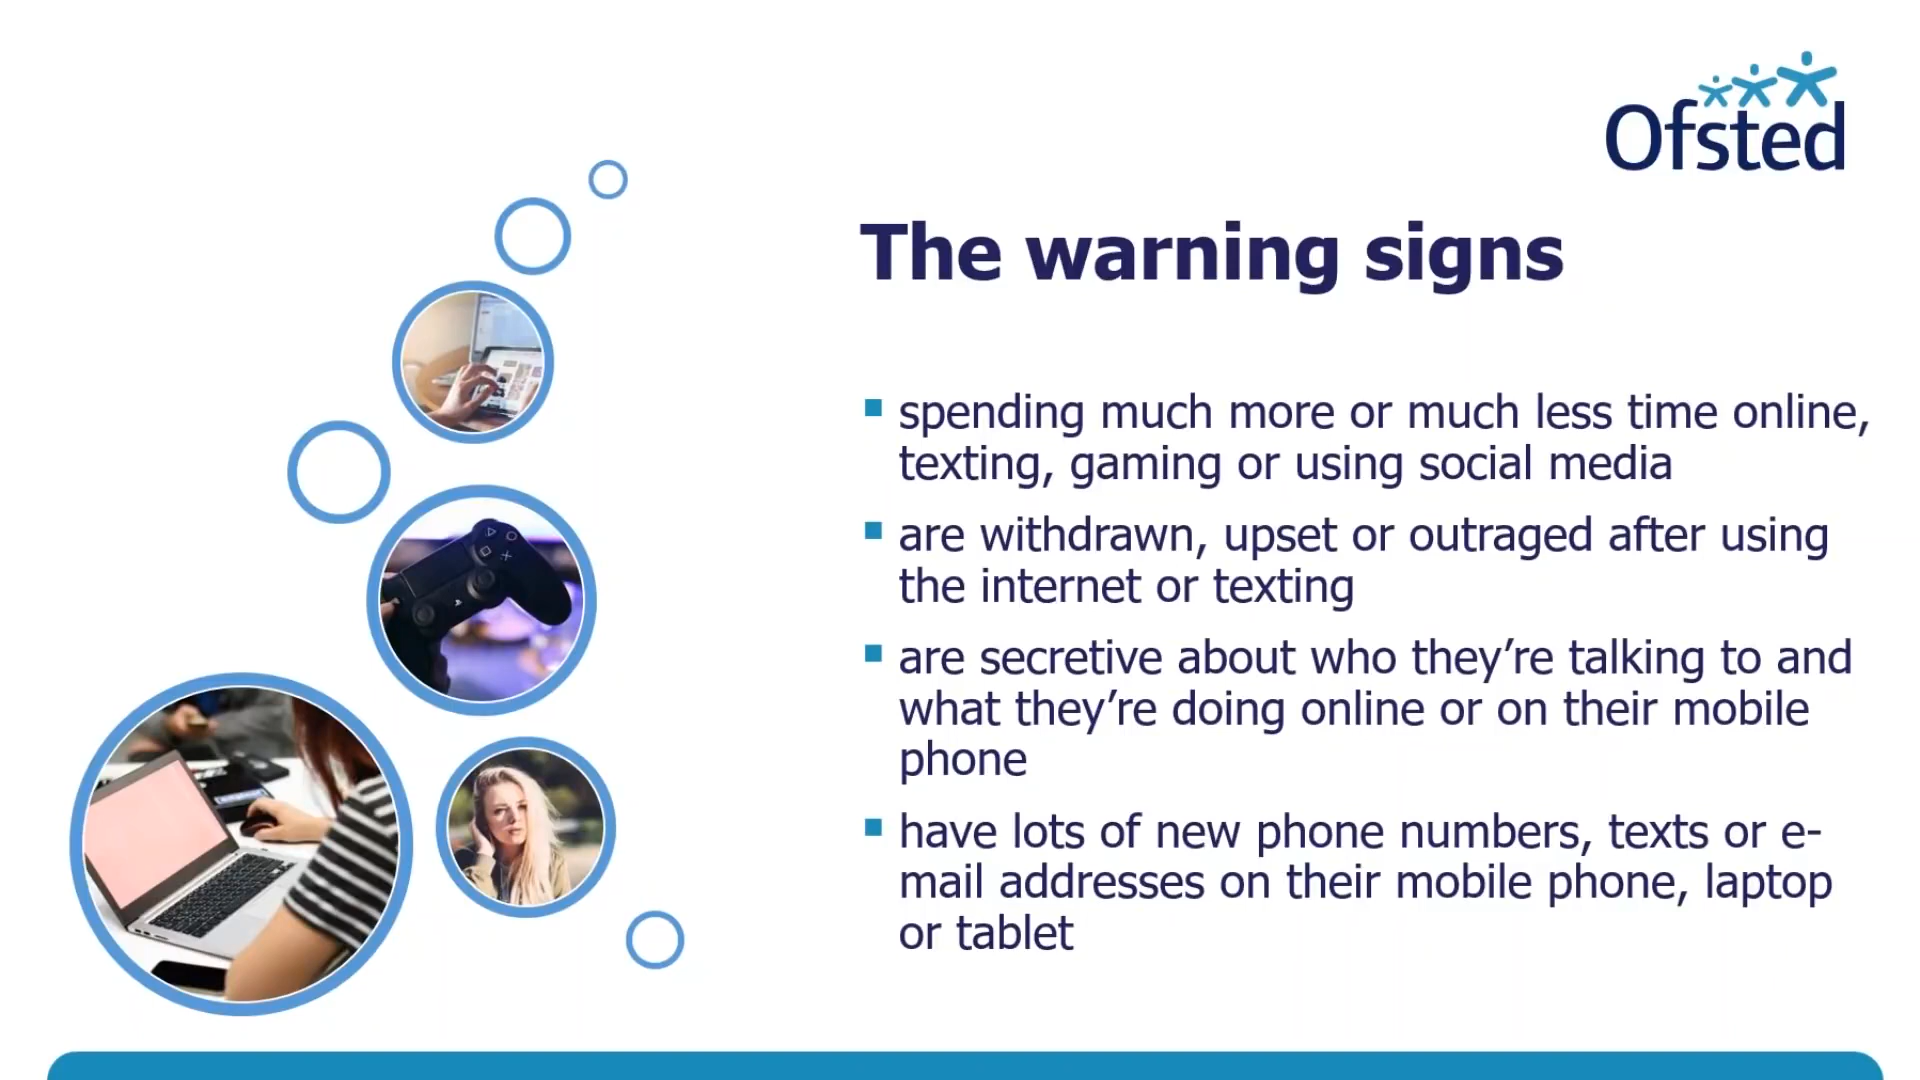 Ofsted
The warning signs
spending much more or much less time online,
texting, gaming or using social media
are withdrawn, upset or outraged after using
the internet or texting
are secretive about who they’re talking to and
what they’re doing online or on their mobile
phone
have lots of new phone numbers, texts or e-
mail addresses on their mobile phone, laptop
or tablet